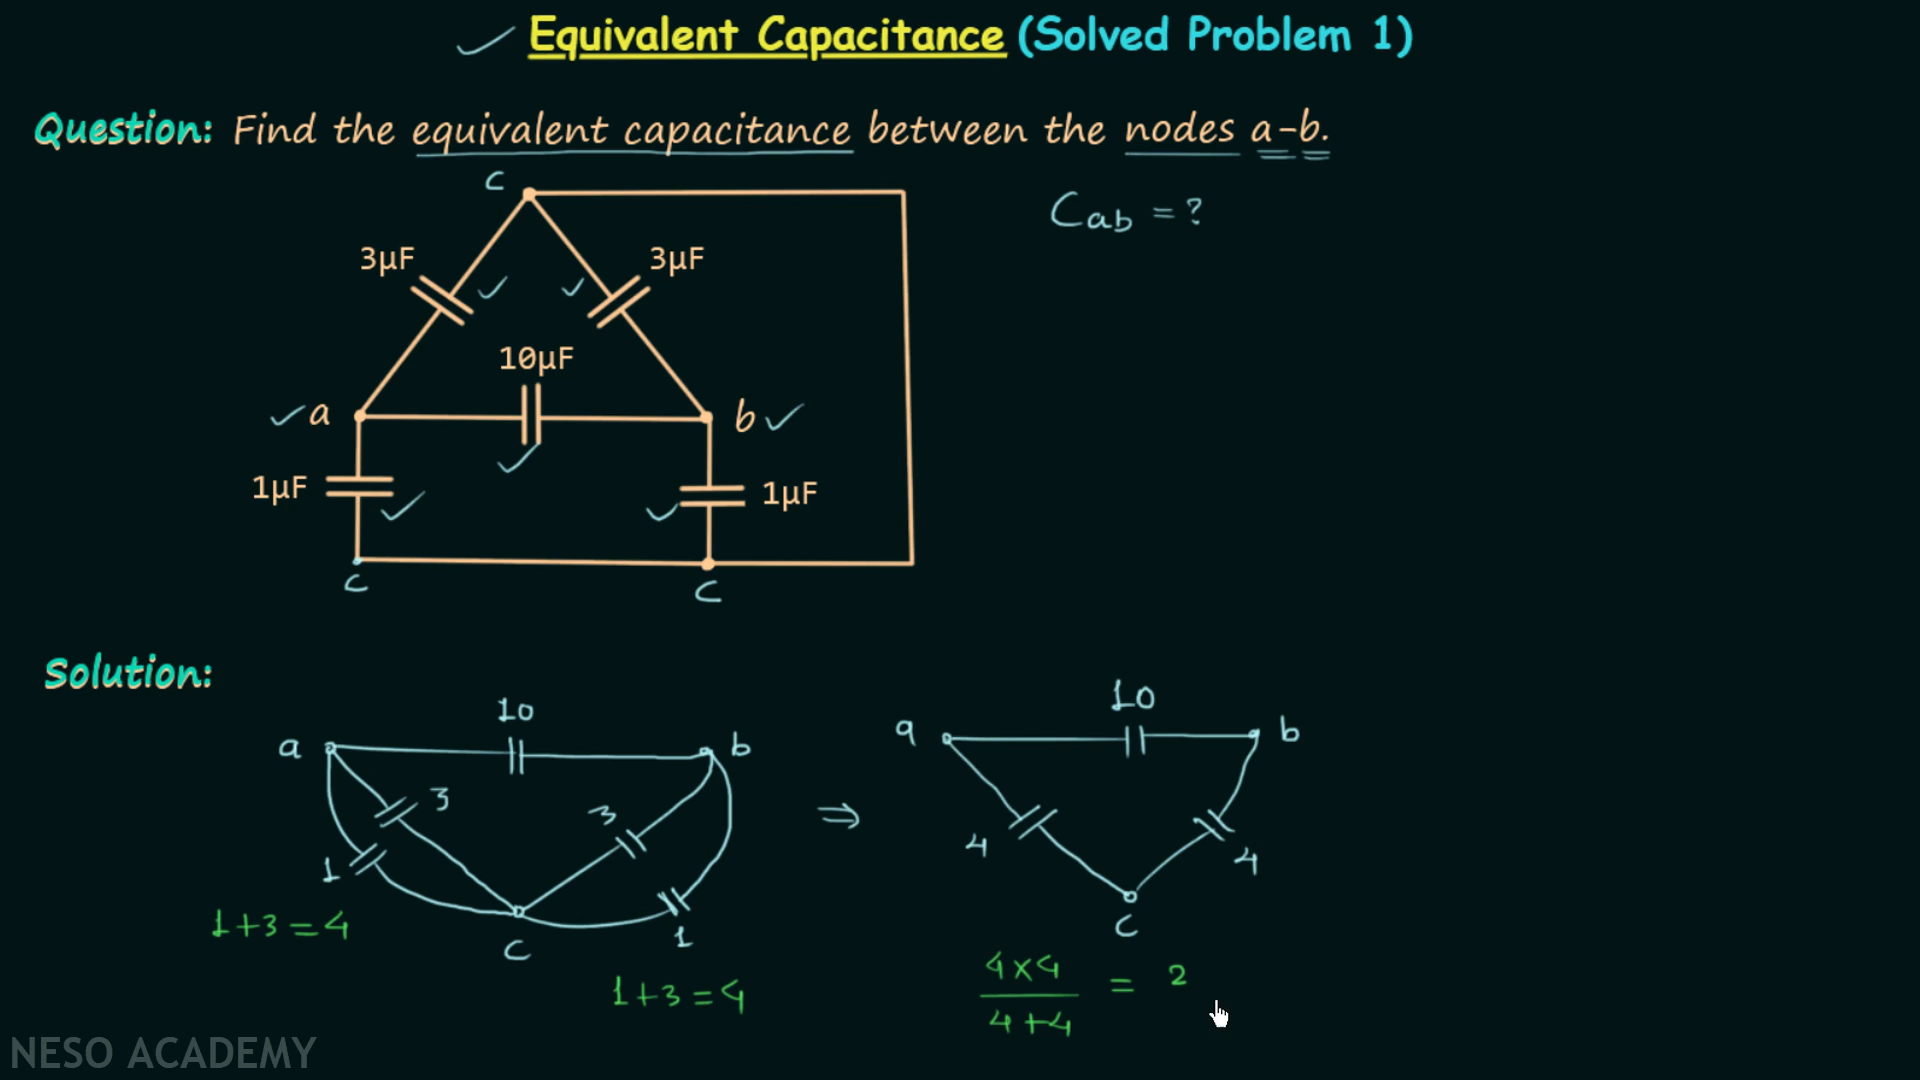 Equivalent Capacitance (Solved Problem 1)
Question: Find the equivalent capacitance between the nodes a-b.
c
Cab = ?
3μF
3μF
10μF
a
b
1μF
1μF
c
c
Solution:
10
10
a
b
a
b
3
3
4
4
1
1
c
c
1+3=4
1+3=4
4×4
= 2
4+4
NESO ACADEMY